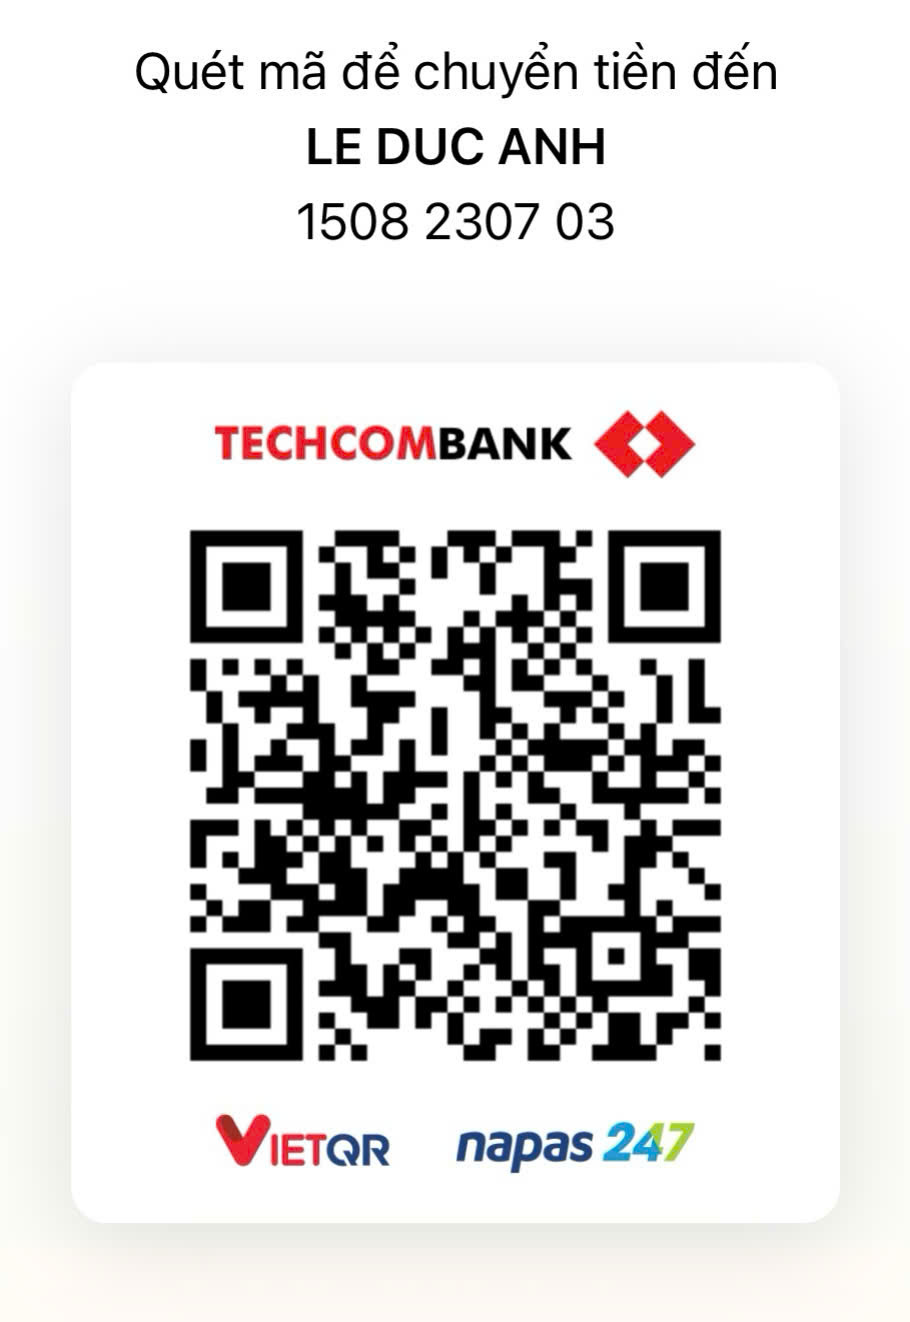 Quét mã để chuyển tiền đến
LE DUC ANH
1508 2307 03
TECHCOMBANK
VIETQR
napas 247